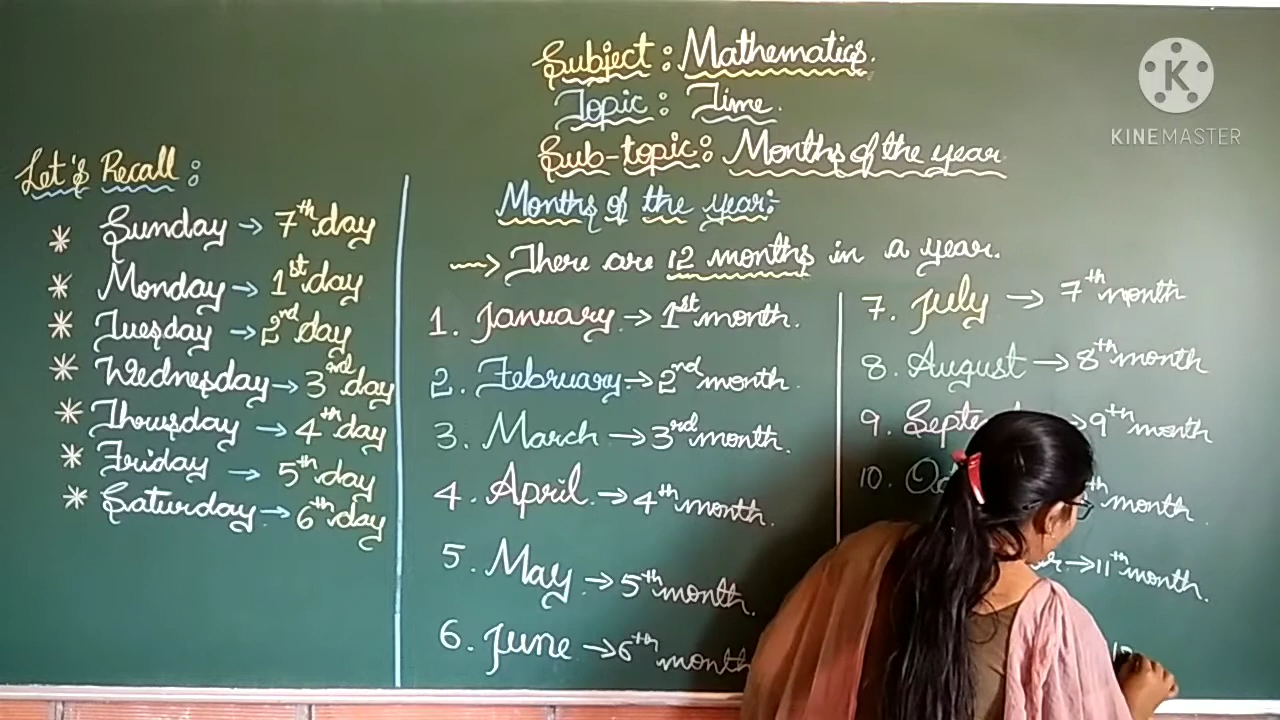 Subject : Mathematics.
Topic : Time.
Sub-topic : Months of the year
KINEMASTER
Let's Recall :
* Sunday → 7th day
* Monday → 1st day
* Tuesday → 2nd day
* Wednesday → 3rd day
* Thursday → 4th day
* Friday → 5th day
* Saturday → 6th day
Months of the year:-
→ There are 12 months in a year.
1. January → 1st month.
2. February → 2nd month.
3. March → 3rd month.
4. April → 4th month.
5. May → 5th month.
6. June → 6th month
7. July → 7th month
8. August → 8th month
9. Septe → 9th month
10. th month.
→ 11th month.